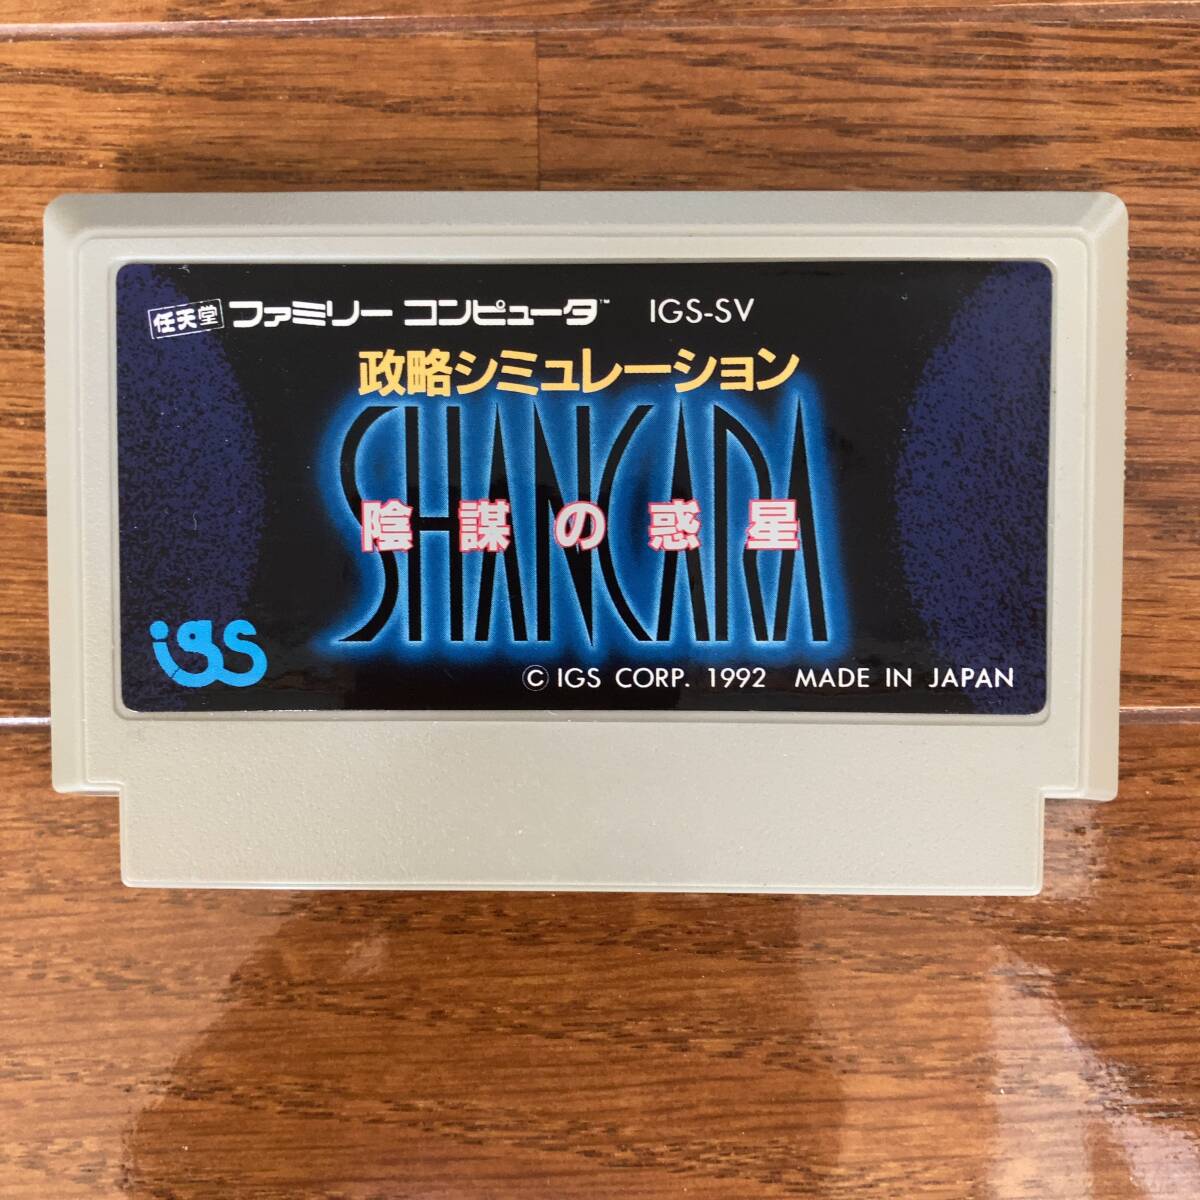 任天堂 ファミリー コンピュータ™ IGS-SV
政略シミュレーション
SHANCARA
陰謀の惑星
igs
© IGS CORP. 1992 MADE IN JAPAN